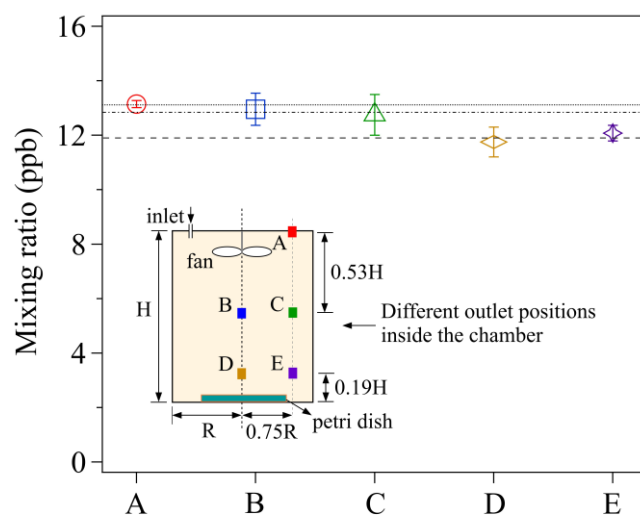 Mixing ratio (ppb)
16
12
8
4
0
inlet
fan
A
B
C
D
E
H
0.53H
0.19H
R
0.75R
petri dish
Different outlet positions
inside the chamber
A B C D E